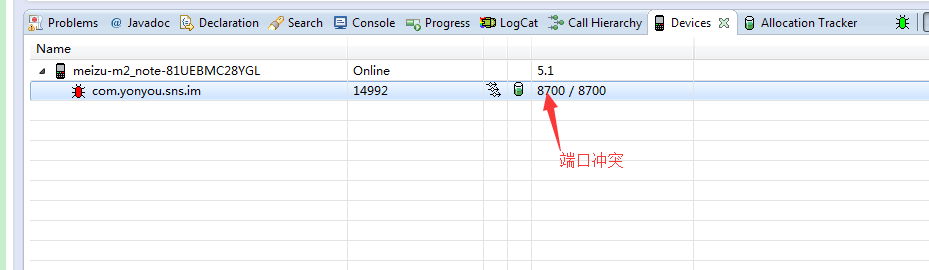 Problems @ Javadoc Declaration Search Console Progress LogCat Call Hierarchy Devices Allocation Tracker
Name
meizu-m2_note-81UEBMC28YGL Online 5.1
com.yonyou.sns.im 14992 8700 / 8700
端口冲突